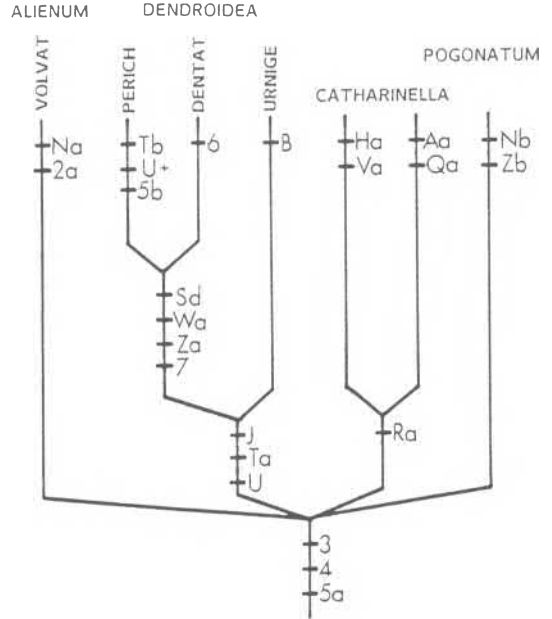 ALIENUM DENDROIDEA
POGONATUM
VOLVAT PERICH DENTAT URNIGE CATHARINELLA
Na Tb 6 B Ha Aa Nb
2a U+ Va Qa Zb
5b
Sd
Wa
Za
7
J Ra
Ta
U
3
4
5a